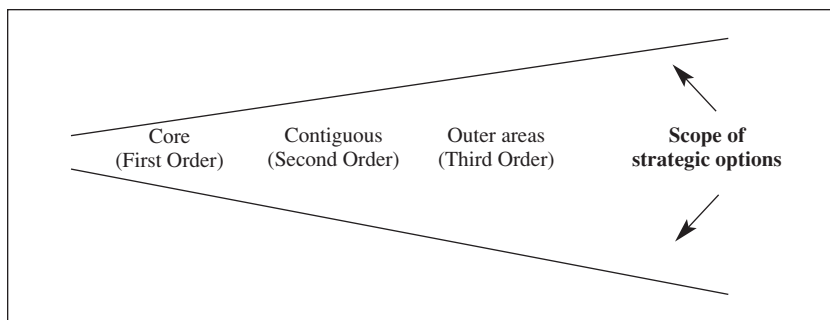 Core
(First Order)
Contiguous
(Second Order)
Outer areas
(Third Order)
Scope of
strategic options